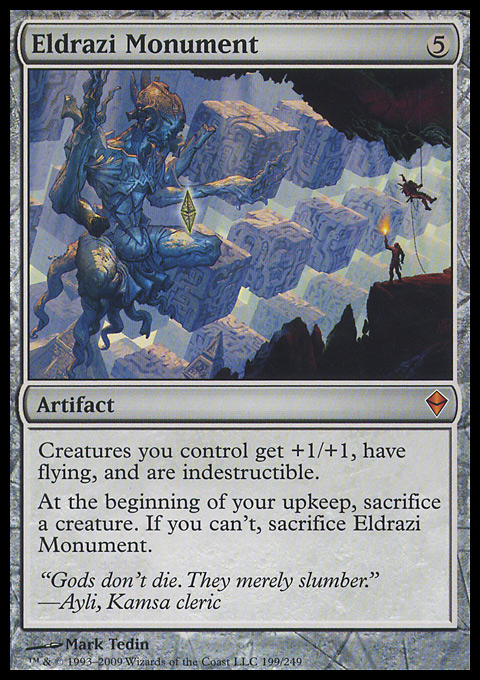 Eldrazi Monument 5
Artifact
Creatures you control get +1/+1, have
flying, and are indestructible.
At the beginning of your upkeep, sacrifice
a creature. If you can't, sacrifice Eldrazi
Monument.
“Gods don't die. They merely slumber.”
—Ayli, Kamsa cleric
Mark Tedin
™ & © 1993–2009 Wizards of the Coast LLC 199/249